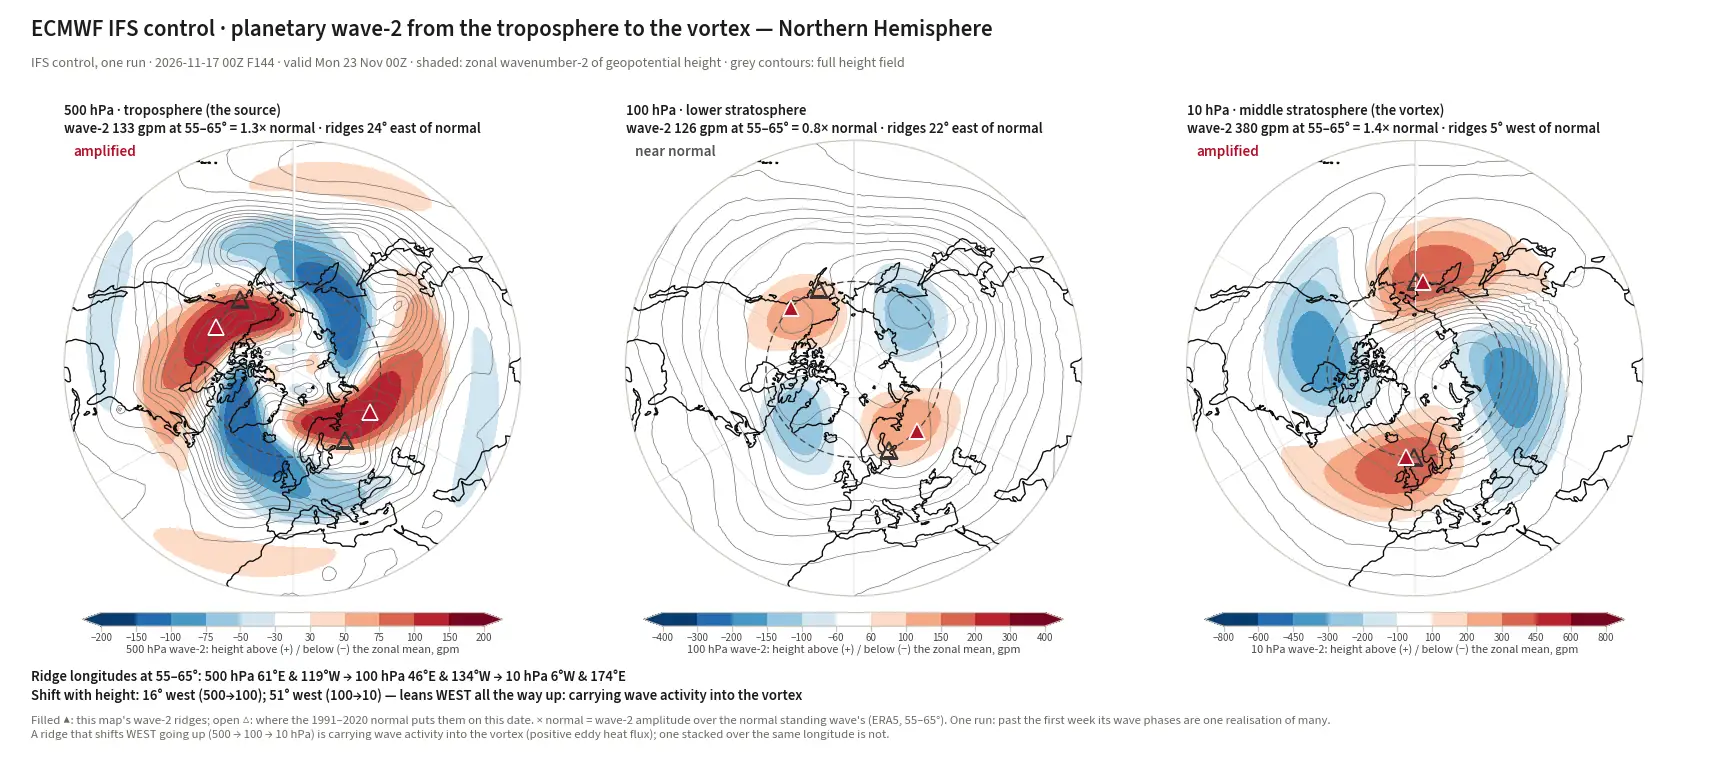 ECMWF IFS control · planetary wave-2 from the troposphere to the vortex — Northern Hemisphere
IFS control, one run · 2026-11-17 00Z F144 · valid Mon 23 Nov 00Z · shaded: zonal wavenumber-2 of geopotential height · grey contours: full height field
500 hPa · troposphere (the source)
wave-2 133 gpm at 55–65° = 1.3× normal · ridges 24° east of normal
amplified
100 hPa · lower stratosphere
wave-2 126 gpm at 55–65° = 0.8× normal · ridges 22° east of normal
near normal
10 hPa · middle stratosphere (the vortex)
wave-2 380 gpm at 55–65° = 1.4× normal · ridges 5° west of normal
amplified
−200 −150 −100 −75 −50 −30 30 50 75 100 150 200
500 hPa wave-2: height above (+) / below (−) the zonal mean, gpm
−400 −300 −200 −150 −100 −60 60 100 150 200 300 400
100 hPa wave-2: height above (+) / below (−) the zonal mean, gpm
−800 −600 −450 −300 −200 −100 100 200 300 450 600 800
10 hPa wave-2: height above (+) / below (−) the zonal mean, gpm
Ridge longitudes at 55–65°: 500 hPa 61°E & 119°W → 100 hPa 46°E & 134°W → 10 hPa 6°W & 174°E
Shift with height: 16° west (500→100); 51° west (100→10) — leans WEST all the way up: carrying wave activity into the vortex
Filled ▲: this map's wave-2 ridges; open △: where the 1991–2020 normal puts them on this date. × normal = wave-2 amplitude over the normal standing wave's (ERA5, 55–65°). One run: past the first week its wave phases are one realisation of many.
A ridge that shifts WEST going up (500 → 100 → 10 hPa) is carrying wave activity into the vortex (positive eddy heat flux); one stacked over the same longitude is not.